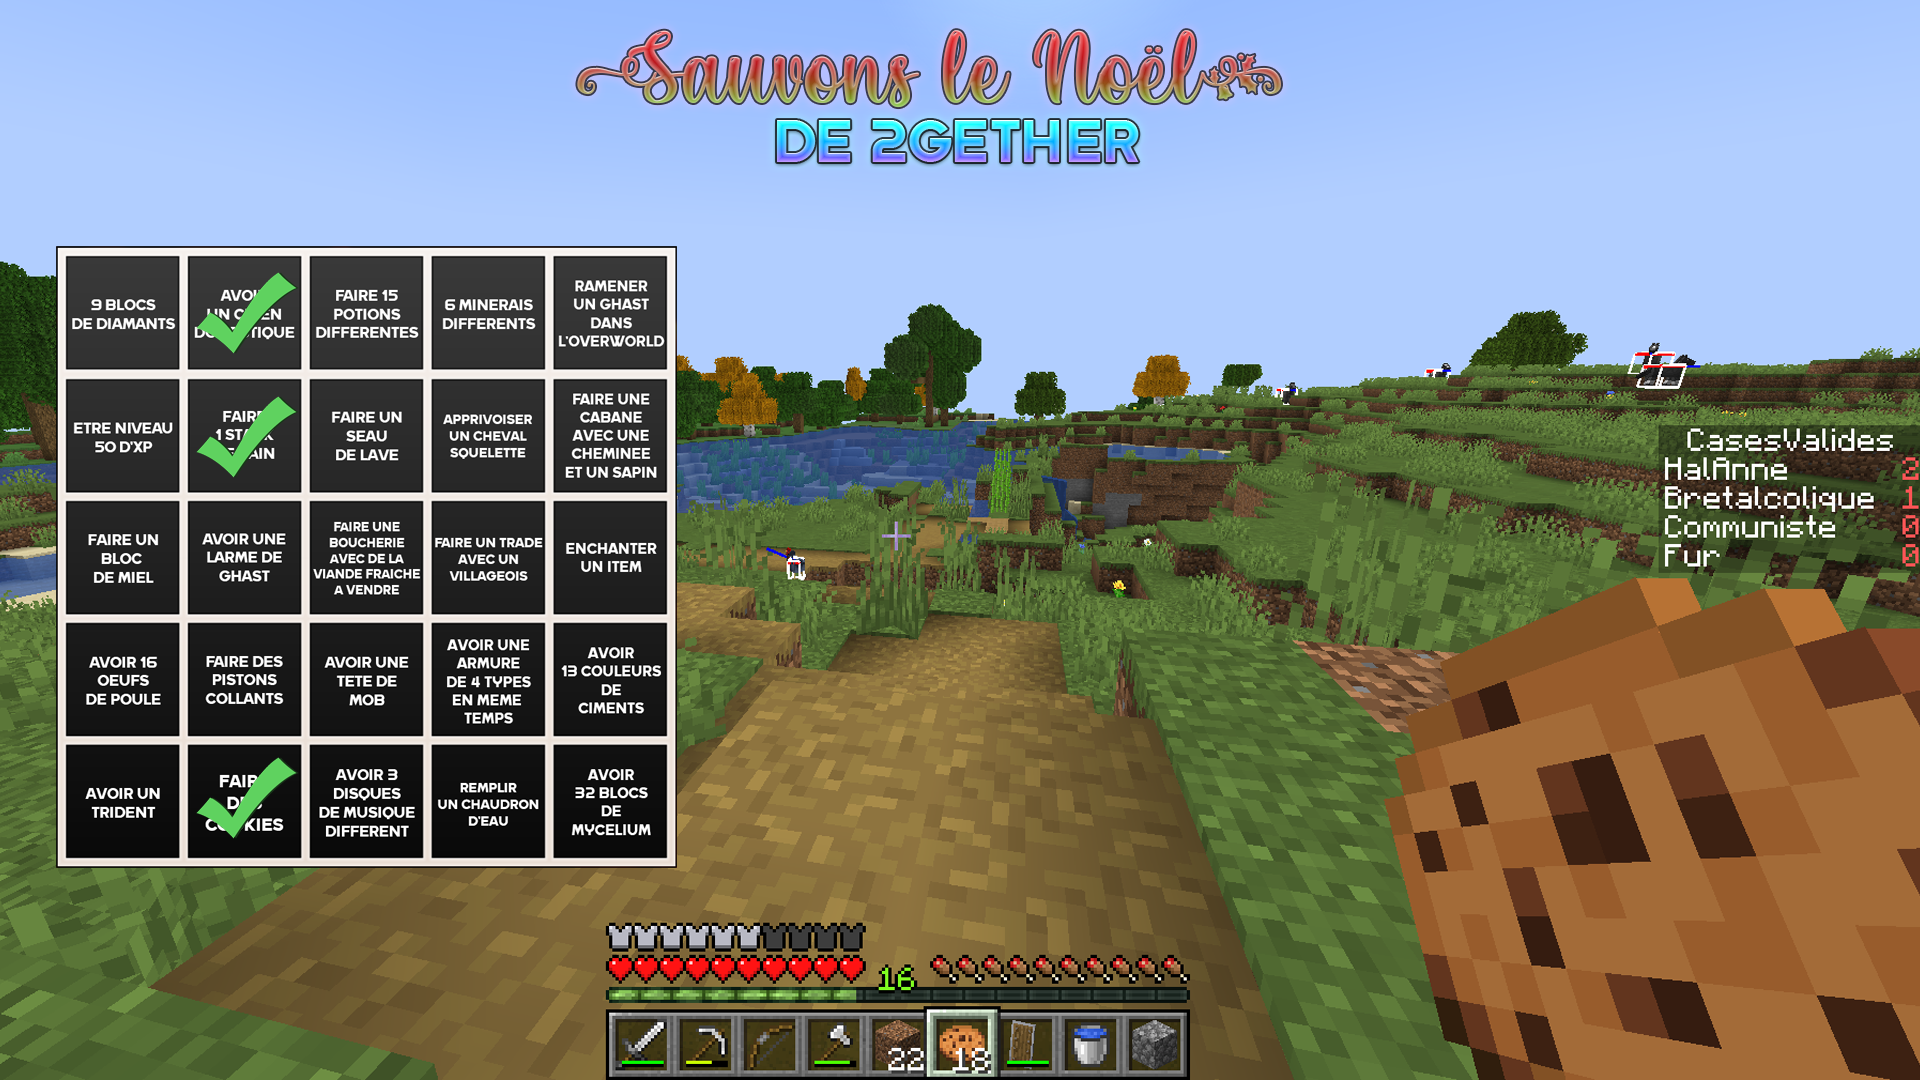 Sauvons le Noël
DE 2GETHER
9 BLOCS
DE DIAMANTS
FAIRE 15
POTIONS
DIFFERENTES
6 MINERAIS
DIFFERENTS
RAMENER
UN GHAST
DANS
L'OVERWORLD
ETRE NIVEAU
50 D'XP
FAIRE UN
SEAU
DE LAVE
APPRIVOISER
UN CHEVAL
SQUELETTE
FAIRE UNE
CABANE
AVEC UNE
CHEMINEE
ET UN SAPIN
FAIRE UN
BLOC
DE MIEL
AVOIR UNE
LARME DE
GHAST
FAIRE UNE
BOUCHERIE
AVEC DE LA
VIANDE FRAICHE
A VENDRE
FAIRE UN TRADE
AVEC UN
VILLAGEOIS
ENCHANTER
UN ITEM
AVOIR 16
OEUFS
DE POULE
FAIRE DES
PISTONS
COLLANTS
AVOIR UNE
TETE DE
MOB
AVOIR UNE
ARMURE
DE 4 TYPES
EN MEME
TEMPS
AVOIR
13 COULEURS
DE
CIMENTS
AVOIR UN
TRIDENT
AVOIR 3
DISQUES
DE MUSIQUE
DIFFERENT
REMPLIR
UN CHAUDRON
D'EAU
AVOIR
32 BLOCS
DE
MYCELIUM
CasesValides
HalAnne 2
Bretalcolique 1
Communiste 0
Fur 0
16
22
18